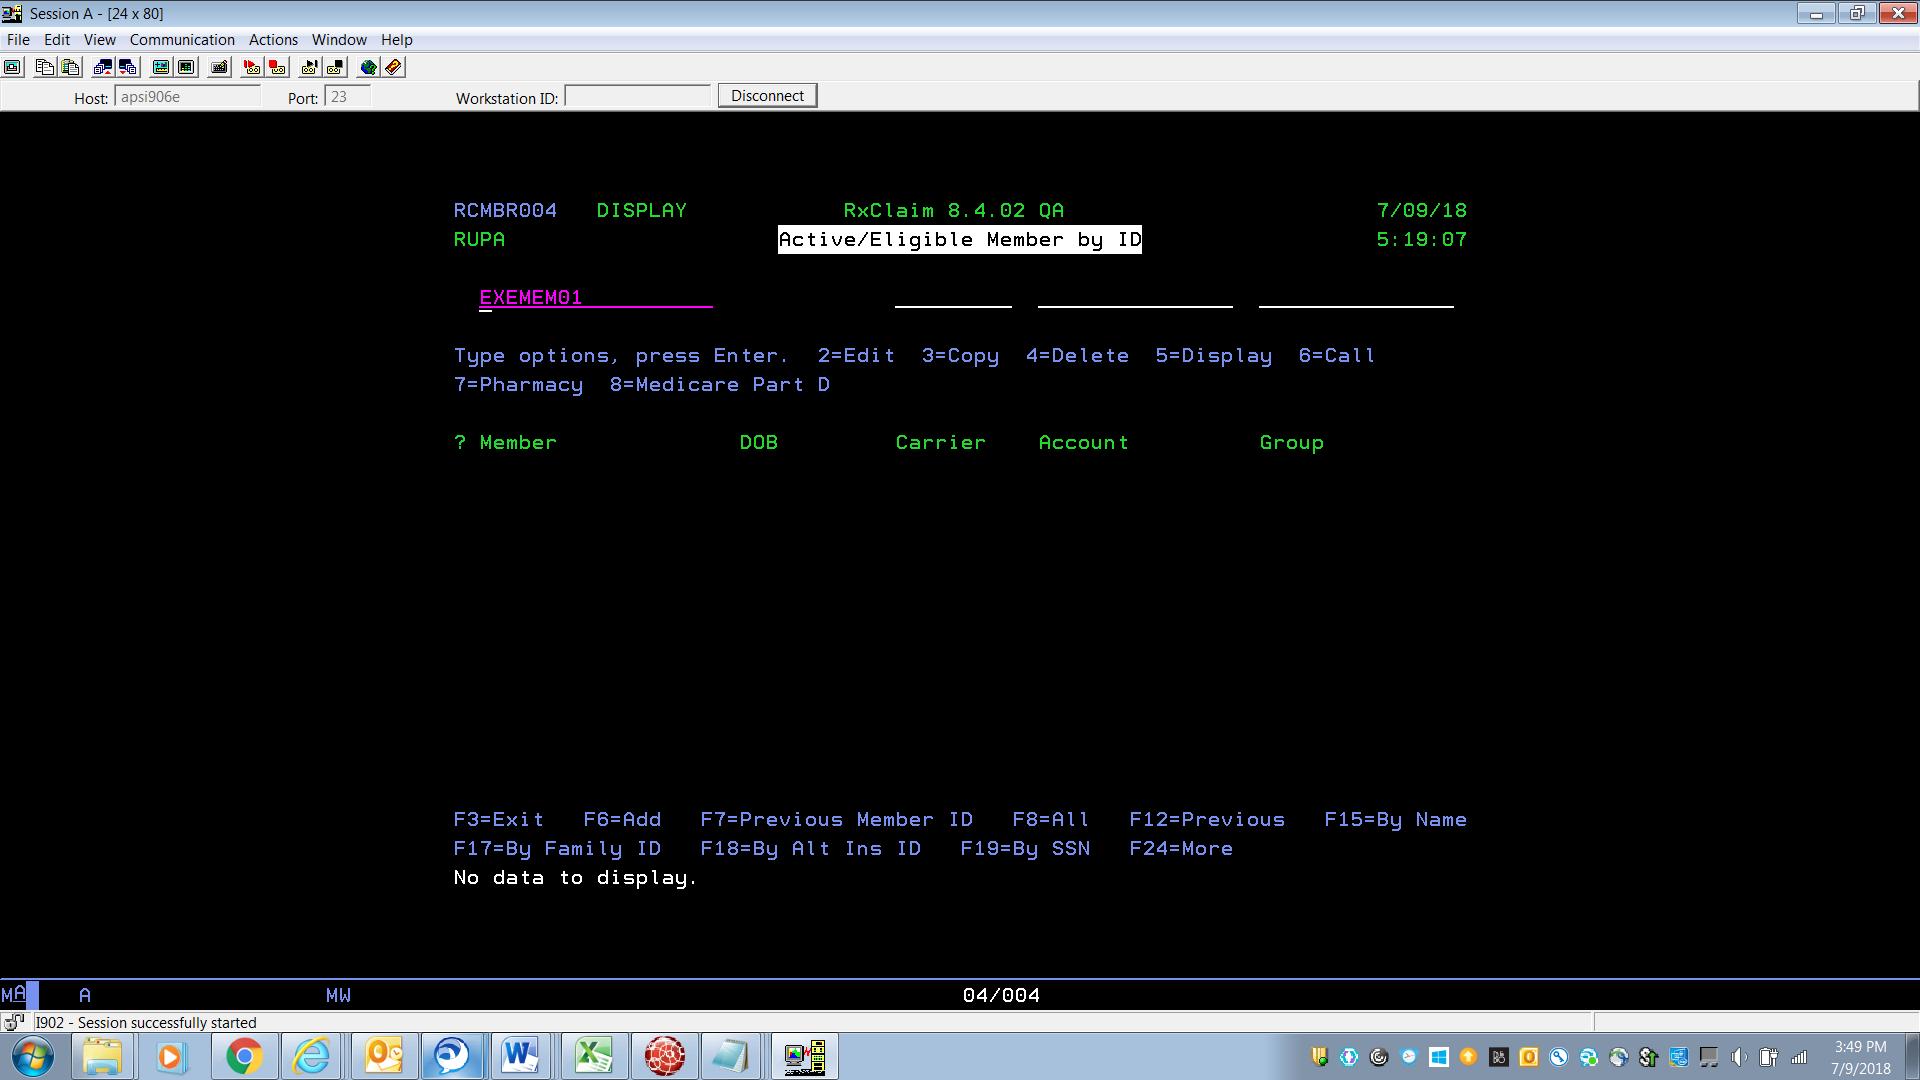 Session A - [24 x 80]
File Edit View Communication Actions Window Help
Host: apsi906e Port: 23 Workstation ID: Disconnect
RCMBR004 DISPLAY RxClaim 8.4.02 QA 7/09/18
RUPA Active/Eligible Member by ID 5:19:07
EXEMEM01
Type options, press Enter. 2=Edit 3=Copy 4=Delete 5=Display 6=Call
7=Pharmacy 8=Medicare Part D
? Member DOB Carrier Account Group
F3=Exit F6=Add F7=Previous Member ID F8=All F12=Previous F15=By Name
F17=By Family ID F18=By Alt Ins ID F19=By SSN F24=More
No data to display.
MA A MW 04/004
I902 - Session successfully started
3:49 PM
7/9/2018